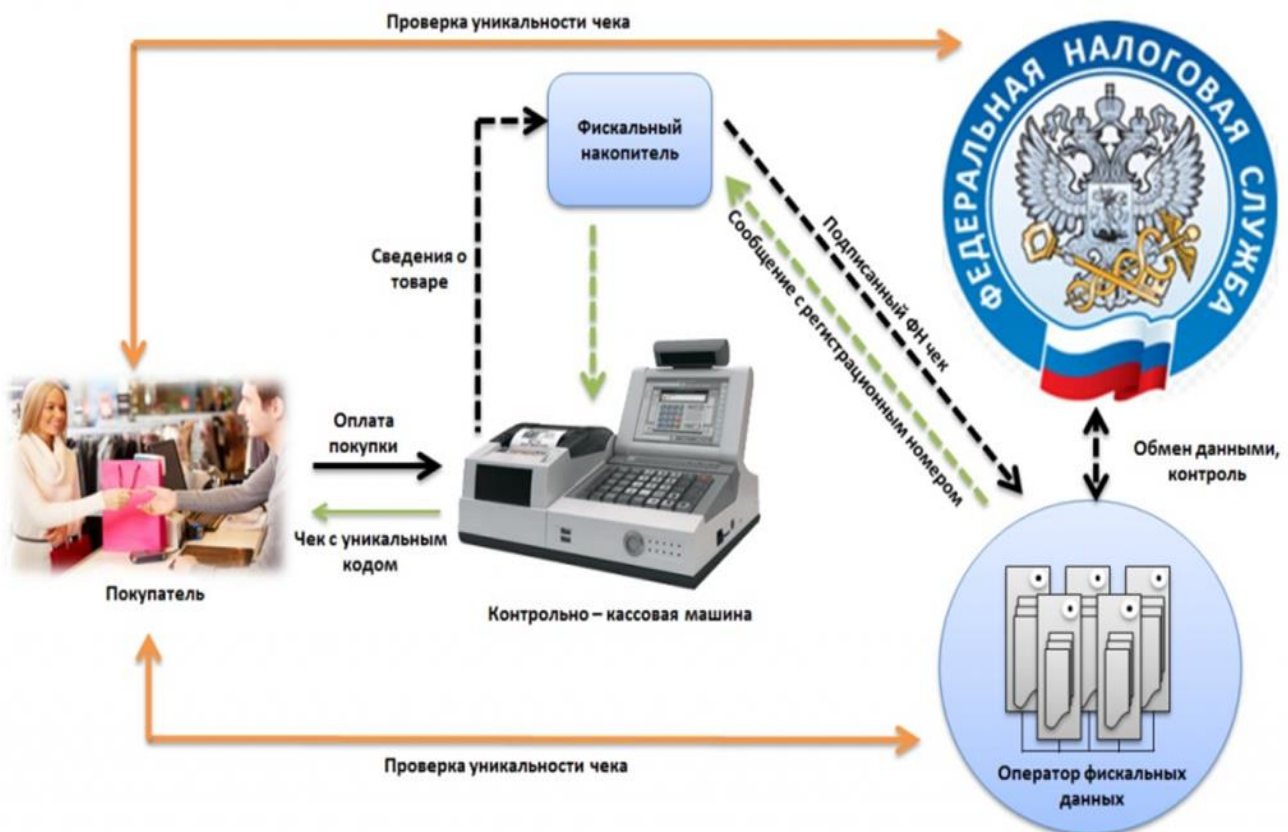 Проверка уникальности чека
ФЕДЕРАЛЬНАЯ НАЛОГОВАЯ СЛУЖБА
Фискальный
накопитель
Сведения о
товаре
Подписанный ФН чек
Сообщение с регистрационным номером
Оплата
покупки
Чек с уникальным
кодом
Покупатель
Контрольно – кассовая машина
Обмен данными,
контроль
Оператор фискальных
данных
Проверка уникальности чека